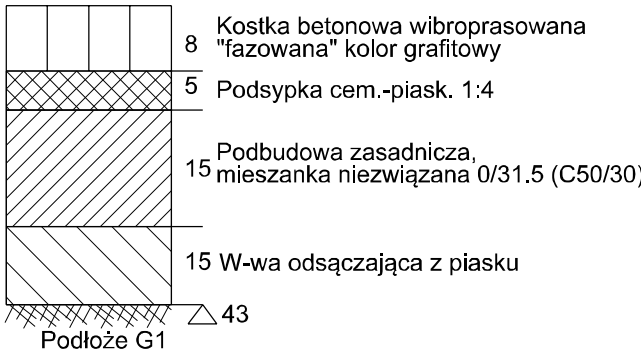 8 Kostka betonowa wibroprasowana
"fazowana" kolor grafitowy
5 Podsypka cem.-piask. 1:4
15 Podbudowa zasadnicza,
mieszanka niezwiązana 0/31.5 (C50/30)
15 W-wa odsączająca z piasku
43
Podłoże G1